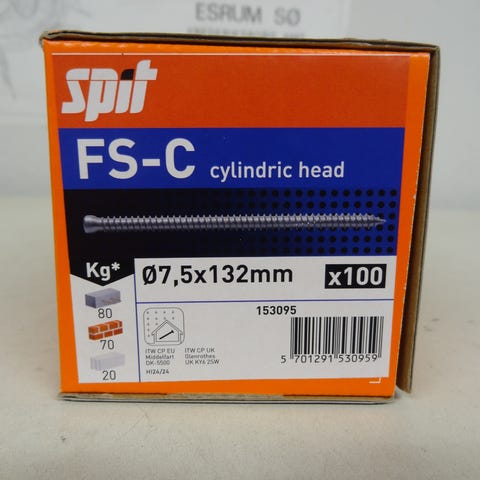 ESRUM SØ
spit
FS-C cylindric head
Kg*
Ø7,5x132mm
x100
80
70
20
153095
ITW CP EU
Middelfart
DK-5500
HI24/24
ITW CP UK
Glenrothes
UK KY6 2SW
5 701291 530959